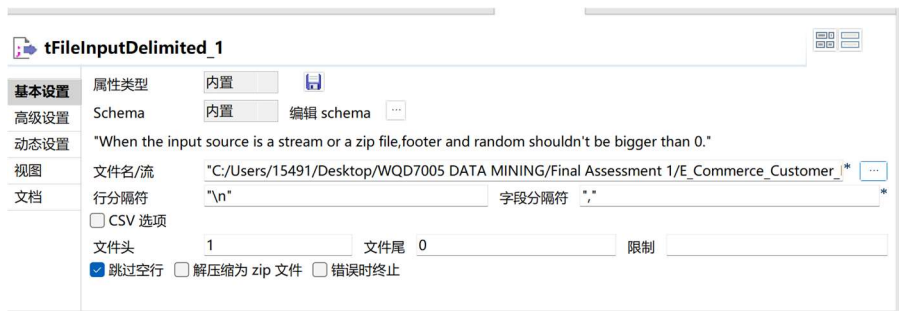 tFileInputDelimited_1
基本设置
高级设置
动态设置
视图
文档
属性类型 内置
Schema 内置 编辑 schema ...
"When the input source is a stream or a zip file,footer and random shouldn't be bigger than 0."
文件名/流 "C:/Users/15491/Desktop/WQD7005 DATA MINING/Final Assessment 1/E_Commerce_Customer_ * ...
行分隔符 "\n" 字段分隔符 "," *
CSV 选项
文件头 1 文件尾 0 限制
跳过空行 解压缩为 zip 文件 错误时终止